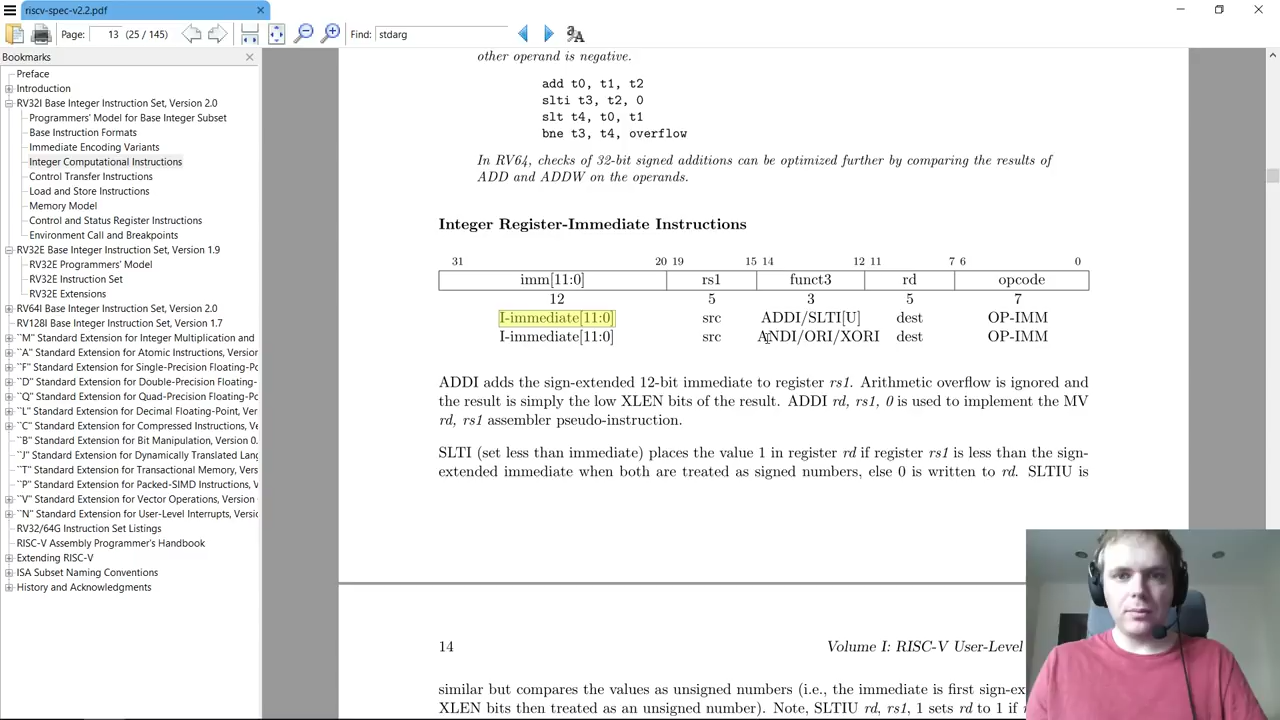 riscv-spec-v2.2.pdf
Page: 13 (25 / 145) Find: stdarg
Bookmarks
Preface
Introduction
RV32I Base Integer Instruction Set, Version 2.0
Programmers' Model for Base Integer Subset
Base Instruction Formats
Immediate Encoding Variants
Integer Computational Instructions
Control Transfer Instructions
Load and Store Instructions
Memory Model
Control and Status Register Instructions
Environment Call and Breakpoints
RV32E Base Integer Instruction Set, Version 1.9
RV32E Programmers' Model
RV32E Instruction Set
RV32E Extensions
RV64I Base Integer Instruction Set, Version 2.0
RV128I Base Integer Instruction Set, Version 1.7
``M'' Standard Extension for Integer Multiplication and
``A'' Standard Extension for Atomic Instructions, Version
``F'' Standard Extension for Single-Precision Floating-Po
``D'' Standard Extension for Double-Precision Floating-
``Q'' Standard Extension for Quad-Precision Floating-Po
``L'' Standard Extension for Decimal Floating-Point, Ver
``C'' Standard Extension for Compressed Instructions, Ve
``B'' Standard Extension for Bit Manipulation, Version 0.
``J'' Standard Extension for Dynamically Translated Lang
``T'' Standard Extension for Transactional Memory, Vers
``P'' Standard Extension for Packed-SIMD Instructions, V
``V'' Standard Extension for Vector Operations, Version
``N'' Standard Extension for User-Level Interrupts, Versio
RV32/64G Instruction Set Listings
RISC-V Assembly Programmer's Handbook
Extending RISC-V
ISA Subset Naming Conventions
History and Acknowledgments
other operand is negative.
add t0, t1, t2
slti t3, t2, 0
slt t4, t0, t1
bne t3, t4, overflow
In RV64, checks of 32-bit signed additions can be optimized further by comparing the results of
ADD and ADDW on the operands.
Integer Register-Immediate Instructions
31 20 19 15 14 12 11 7 6 0
imm[11:0] rs1 funct3 rd opcode
12 5 3 5 7
I-immediate[11:0] src ADDI/SLTI[U] dest OP-IMM
I-immediate[11:0] src ANDI/ORI/XORI dest OP-IMM
ADDI adds the sign-extended 12-bit immediate to register rs1. Arithmetic overflow is ignored and
the result is simply the low XLEN bits of the result. ADDI rd, rs1, 0 is used to implement the MV
rd, rs1 assembler pseudo-instruction.
SLTI (set less than immediate) places the value 1 in register rd if register rs1 is less than the sign-
extended immediate when both are treated as signed numbers, else 0 is written to rd. SLTIU is
14 Volume I: RISC-V User-Level
similar but compares the values as unsigned numbers (i.e., the immediate is first sign-ex
XLEN bits then treated as an unsigned number). Note, SLTIU rd, rs1, 1 sets rd to 1 if